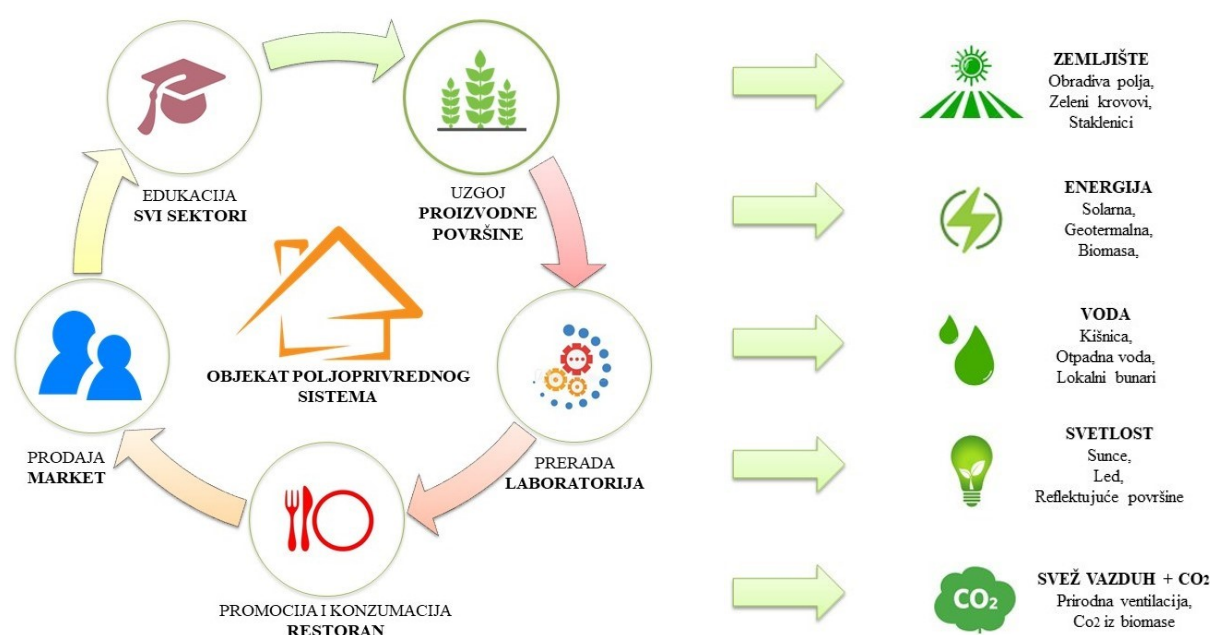 EDUKACIJA
SVI SEKTORI
UZGOJ
PROIZVODNE
POVRŠINE
OBJEKAT POLJOPRIVREDNOG
SISTEMA
PRERADA
LABORATORIJA
PROMOCIJA I KONZUMACIJA
RESTORAN
PRODAJA
MARKET
ZEMLJIŠTE
Obradiva polja,
Zeleni krovovi,
Staklenici
ENERGIJA
Solarna,
Geotermalna,
Biomasa,
VODA
Kišnica,
Otpadna voda,
Lokalni bunari
SVETLOST
Sunce,
Led,
Reflektujuće površine
CO₂
SVEŽ VAZDUH + CO₂
Prirodna ventilacija,
Co₂ iz biomase